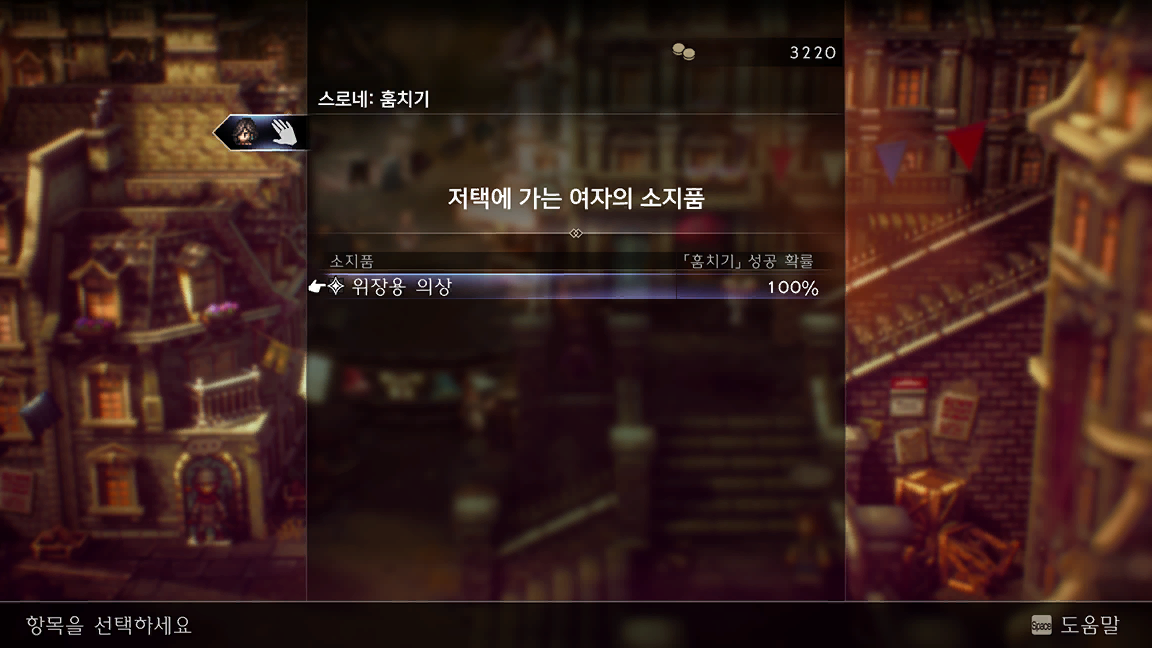 3220
스로네: 훔치기
저택에 가는 여자의 소지품
소지품 「훔치기」 성공 확률
위장용 의상 100%
항목을 선택하세요 Space 도움말